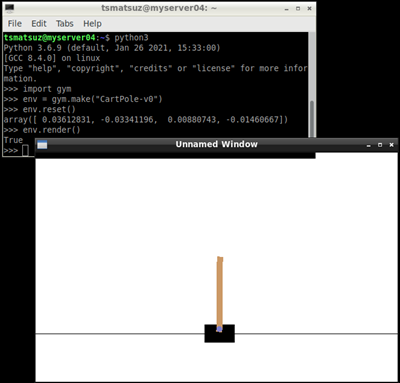 tsmatsuz@myserver04: ~
File Edit Tabs Help
tsmatsuz@myserver04:~$ python3
Python 3.6.9 (default, Jan 26 2021, 15:33:00)
[GCC 8.4.0] on linux
Type "help", "copyright", "credits" or "license" for more infor
mation.
>>> import gym
>>> env = gym.make("CartPole-v0")
>>> env.reset()
array([ 0.03612831, -0.03341196,  0.00880743, -0.01460667])
>>> env.render()
True
>>>
Unnamed Window